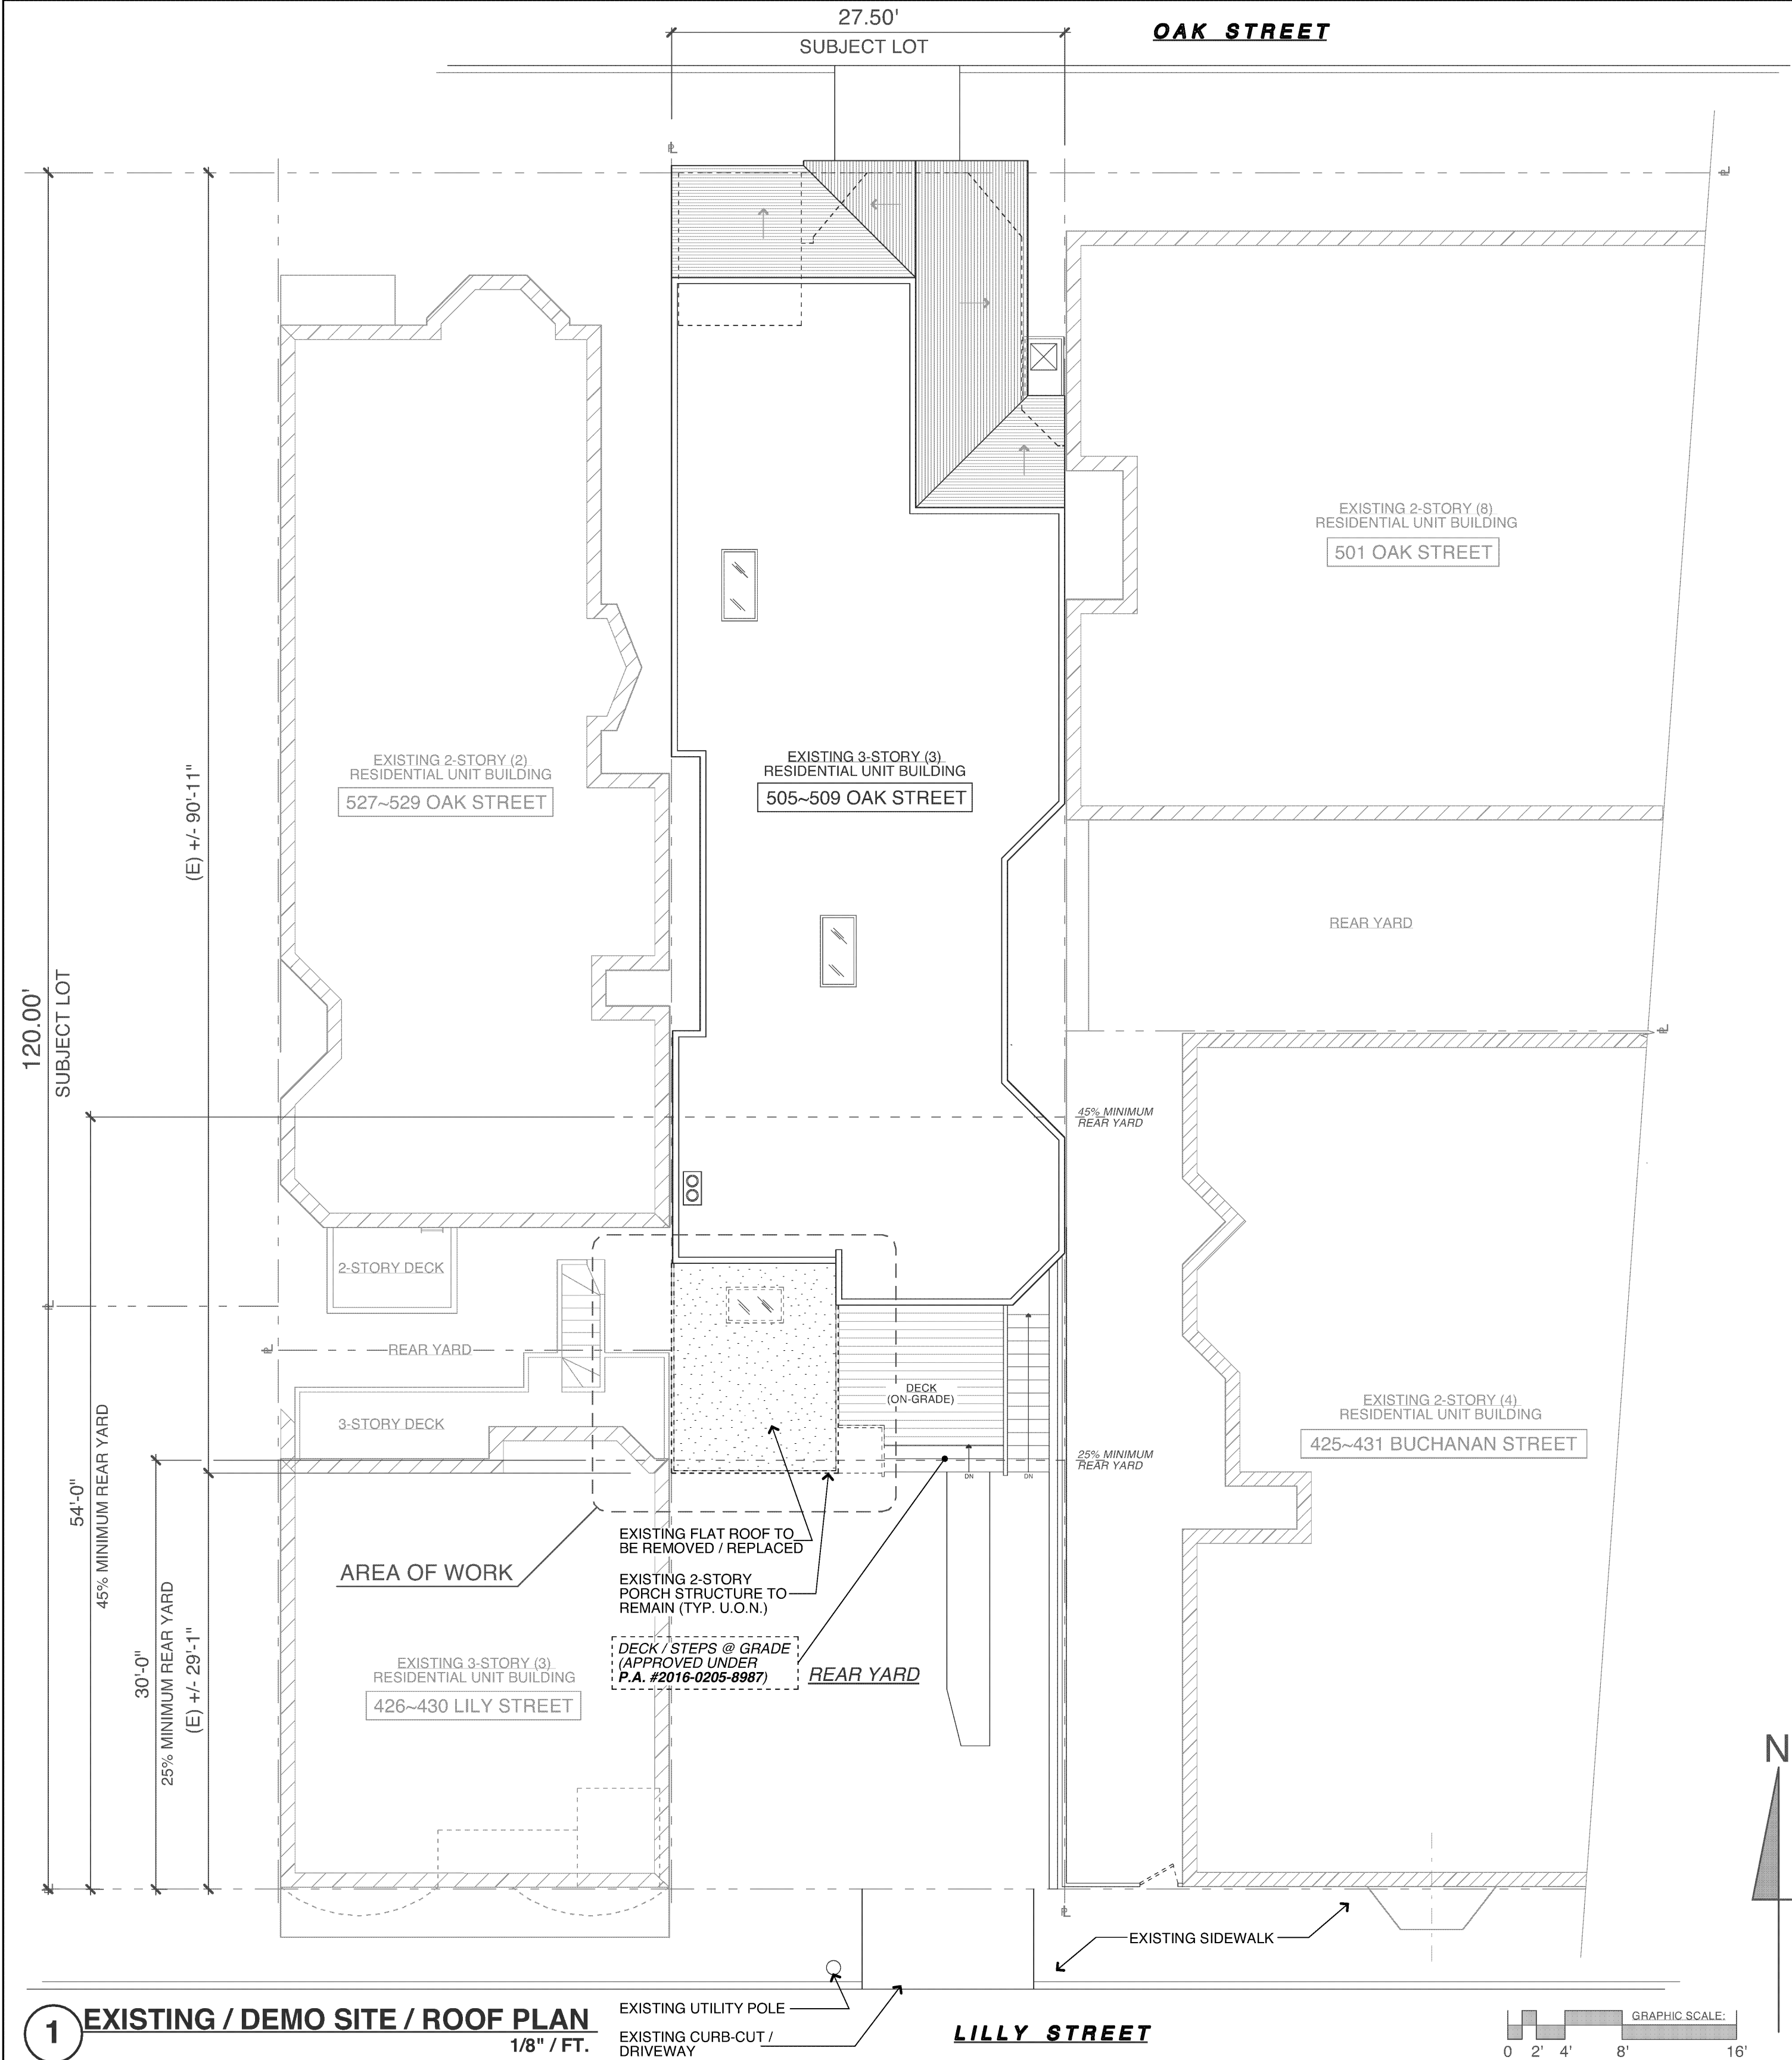 27.50'
SUBJECT LOT
OAK STREET
PL
PL
EXISTING 2-STORY (8)
RESIDENTIAL UNIT BUILDING
501 OAK STREET
EXISTING 2-STORY (2)
RESIDENTIAL UNIT BUILDING
527~529 OAK STREET
EXISTING 3-STORY (3)
RESIDENTIAL UNIT BUILDING
505~509 OAK STREET
(E) +/- 90'-11"
120.00'
SUBJECT LOT
REAR YARD
PL
45% MINIMUM
REAR YARD
2-STORY DECK
PL
PL
REAR YARD
3-STORY DECK
DECK
(ON-GRADE)
DN
DN
25% MINIMUM
REAR YARD
EXISTING 2-STORY (4)
RESIDENTIAL UNIT BUILDING
425~431 BUCHANAN STREET
54'-0"
45% MINIMUM REAR YARD
30'-0"
25% MINIMUM REAR YARD
(E) +/- 29'-1"
AREA OF WORK
EXISTING FLAT ROOF TO
BE REMOVED / REPLACED
EXISTING 2-STORY
PORCH STRUCTURE TO
REMAIN (TYP. U.O.N.)
DECK / STEPS @ GRADE
(APPROVED UNDER
P.A. #2016-0205-8987)
REAR YARD
EXISTING 3-STORY (3)
RESIDENTIAL UNIT BUILDING
426~430 LILY STREET
N
PL
EXISTING SIDEWALK
1
EXISTING / DEMO SITE / ROOF PLAN
1/8" / FT.
EXISTING UTILITY POLE
EXISTING CURB-CUT /
DRIVEWAY
LILLY STREET
GRAPHIC SCALE:
0 2' 4' 8' 16'